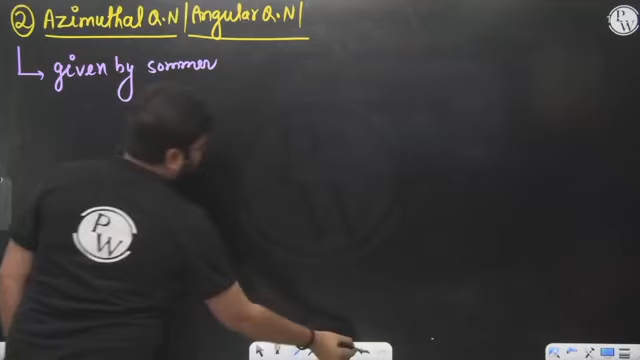 ② Azimuthal Q.N | Angular Q.N |
↳ given by sommer
P
W
P
W